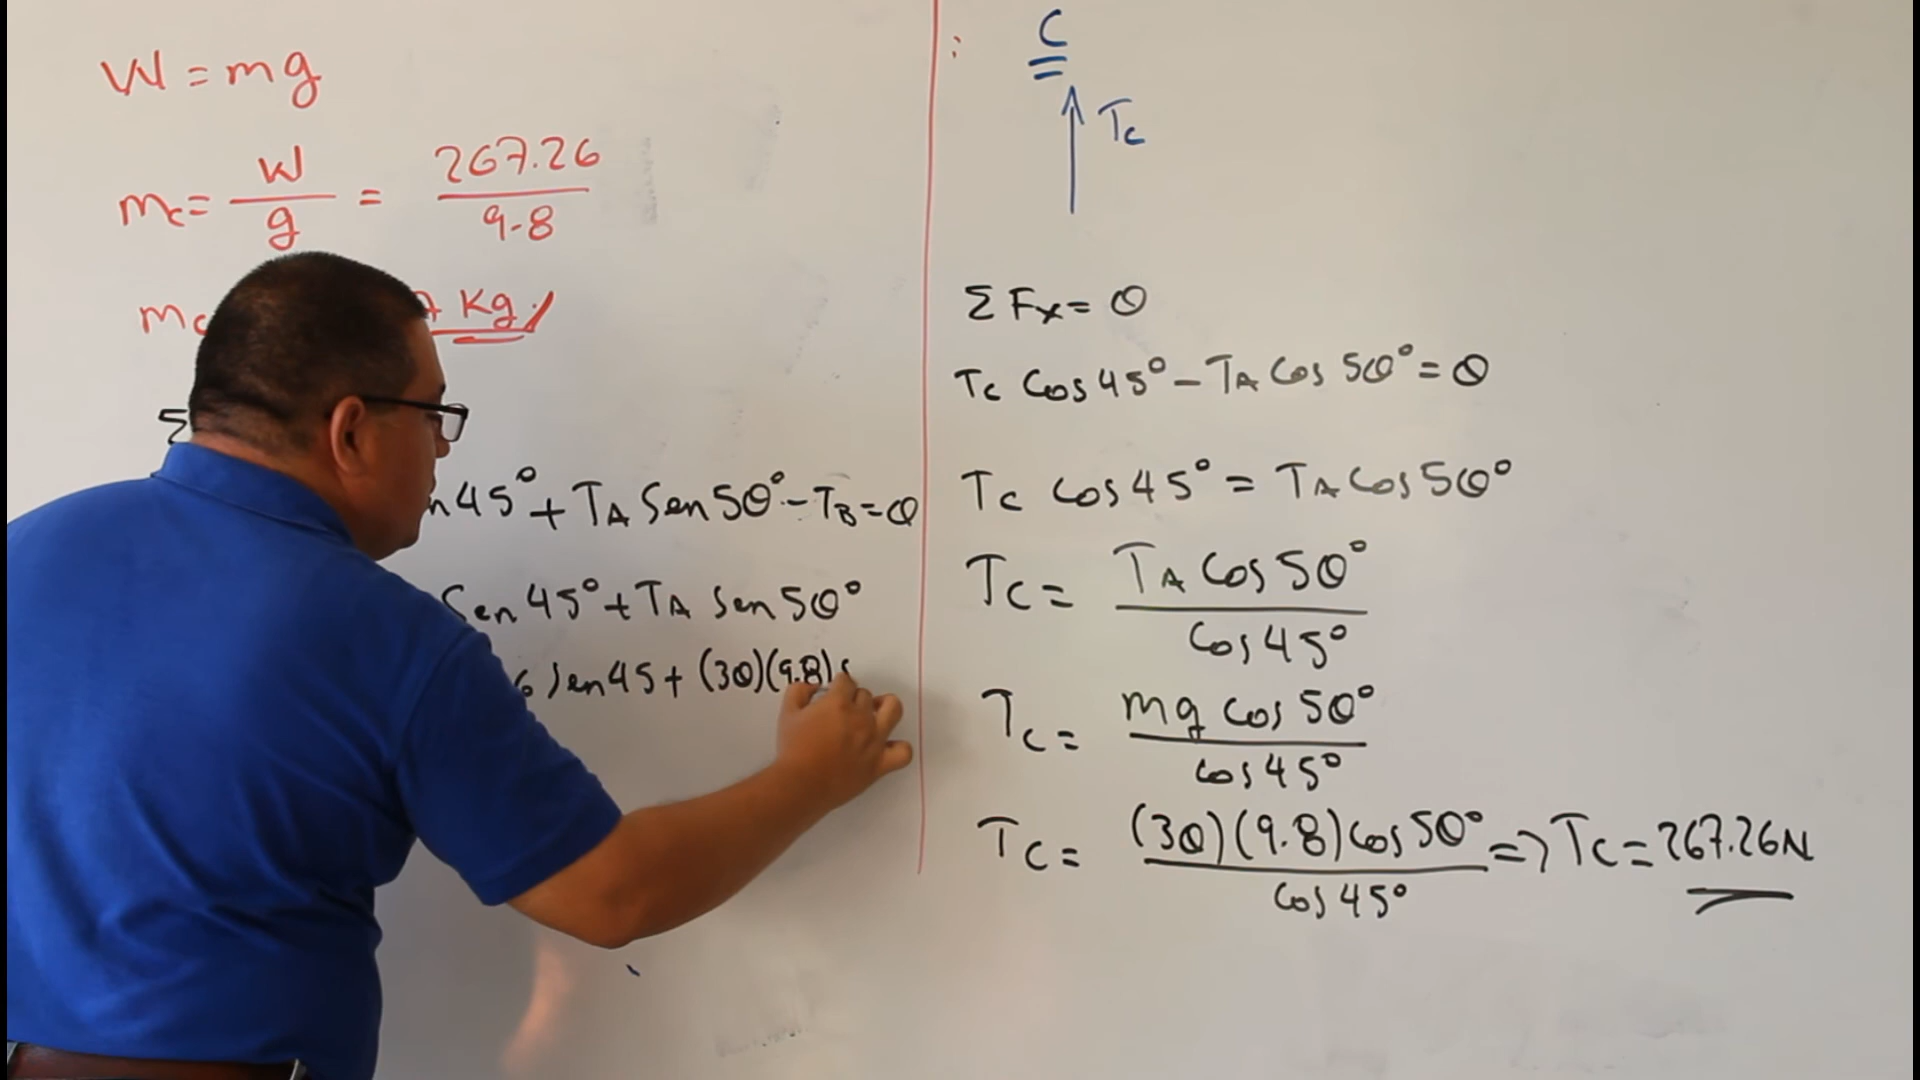 W = mg
mc = W/g = 267.26/9.8
mc Kg
Σ
n45° + TA Sen 50° - TB = 0
Sen 45° + TA Sen 50°
6 Sen 45 + (30)(9.8)s
: C
Tc
ΣFx = 0
Tc Cos 45° - TA Cos 50° = 0
Tc Cos 45° = TA Cos 50°
Tc = TA Cos 50° / Cos 45°
Tc = mg cos 50° / cos 45°
Tc = (30)(9.8) cos 50° / Cos 45° => Tc = 267.26N